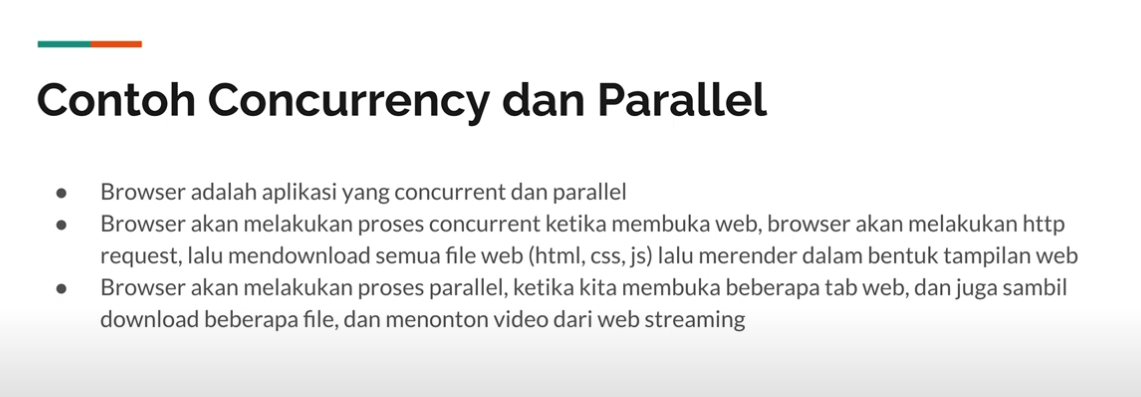 Contoh Concurrency dan Parallel
● Browser adalah aplikasi yang concurrent dan parallel
● Browser akan melakukan proses concurrent ketika membuka web, browser akan melakukan http
request, lalu mendownload semua file web (html, css, js) lalu merender dalam bentuk tampilan web
● Browser akan melakukan proses parallel, ketika kita membuka beberapa tab web, dan juga sambil
download beberapa file, dan menonton video dari web streaming